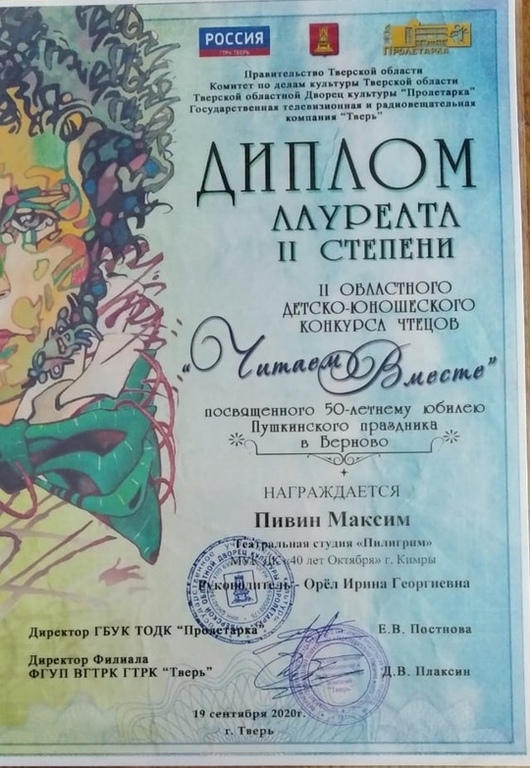 РОССИЯ
ГТРК ТВЕРЬ
ПРОЛЕТАРКА
Правительство Тверской области
Комитет по делам культуры Тверской области
Тверской областной Дворец культуры "Пролетарка"
Государственная телевизионная и радиовещательная
компания "Тверь"
ДИПЛОМ
ЛАУРЕАТА
II СТЕПЕНИ
II ОБЛАСТНОГО
ДЕТСКО-ЮНОШЕСКОГО
КОНКУРСА ЧТЕЦОВ
"Читаем Вместе"
посвященного 50-летнему юбилею
Пушкинского праздника
в Берново
НАГРАЖДАЕТСЯ
Пивин Максим
Театральная студия «Пилигрим»
МУК ДК «40 лет Октября» г. Кимры
Руководитель - Орёл Ирина Георгиевна
Директор ГБУК ТОДК "Пролетарка"
Е.В. Постнова
Директор Филиала
ФГУП ВГТРК ГТРК "Тверь"
Д.В. Плаксин
19 сентября 2020г.
г. Тверь